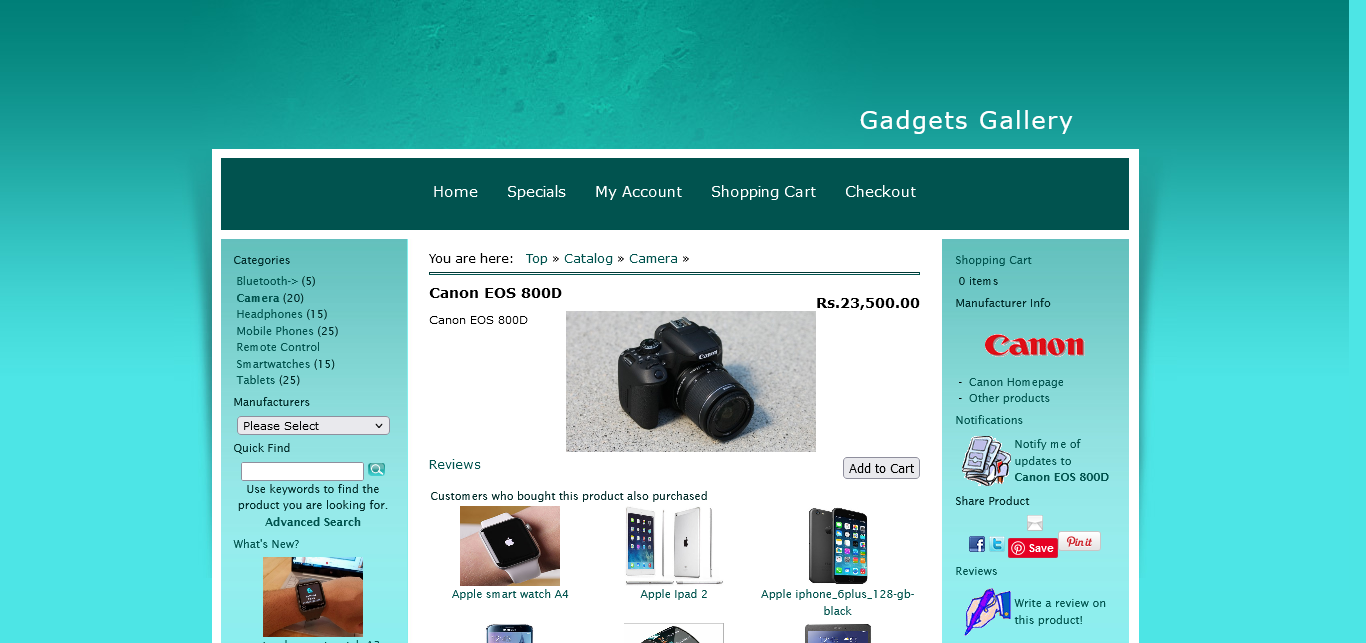 Gadgets Gallery
Home Specials My Account Shopping Cart Checkout
Categories
Bluetooth-> (5)
Camera (20)
Headphones (15)
Mobile Phones (25)
Remote Control
Smartwatches (15)
Tablets (25)
Manufacturers
Please Select
Quick Find
Use keywords to find the
product you are looking for.
Advanced Search
What's New?
You are here: Top » Catalog » Camera »
Canon EOS 800D
Rs.23,500.00
Canon EOS 800D
Canon
Reviews
Add to Cart
Customers who bought this product also purchased
Apple smart watch A4
Apple Ipad 2
Apple iphone_6plus_128-gb-
black
Shopping Cart
0 items
Manufacturer Info
Canon
- Canon Homepage
- Other products
Notifications
Notify me of
updates to
Canon EOS 800D
Share Product
Save
Pin it
Reviews
Write a review on
this product!